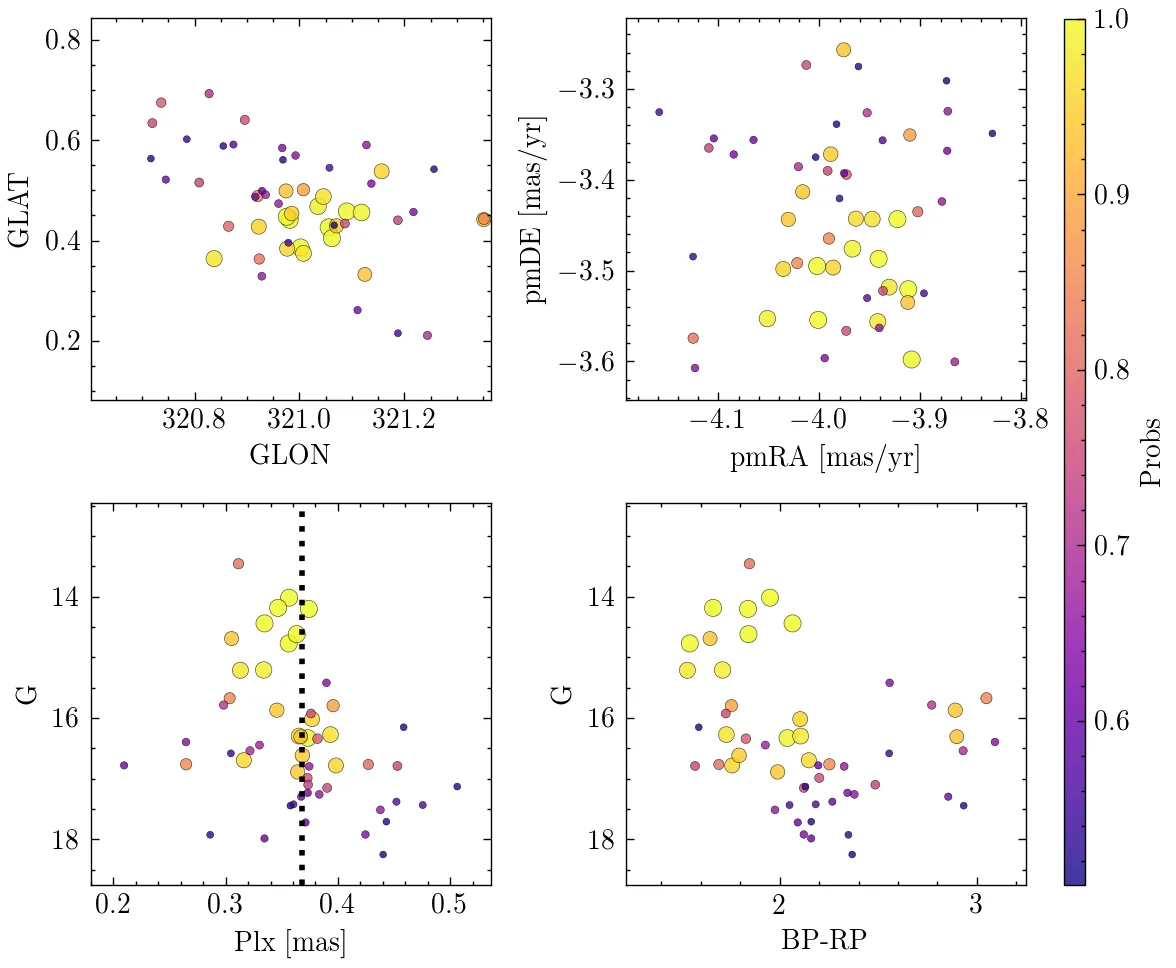 0.8
0.6
0.4
0.2
GLAT
320.8 321.0 321.2
GLON
−3.3
−3.4
−3.5
−3.6
pmDE [mas/yr]
−4.1 −4.0 −3.9 −3.8
pmRA [mas/yr]
14
16
18
G
0.2 0.3 0.4 0.5
Plx [mas]
14
16
18
G
2 3
BP-RP
1.0
0.9
0.8
0.7
0.6
Probs